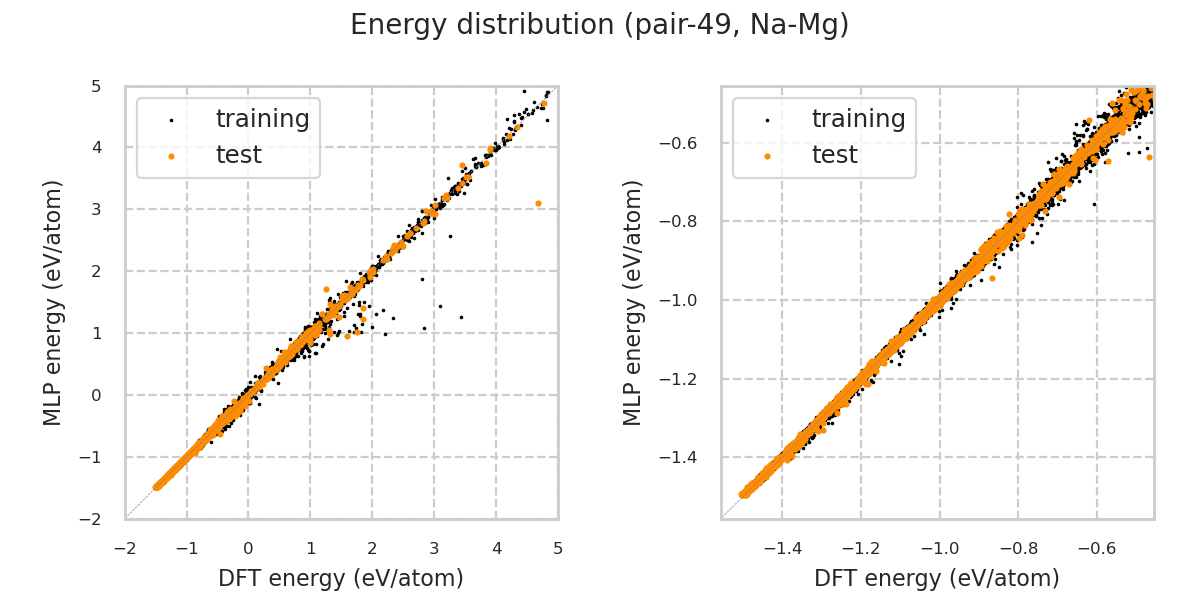 Energy distribution (pair-49, Na-Mg)
training
test
MLP energy (eV/atom)
5
4
3
2
1
0
−1
−2
−2
−1
0
1
2
3
4
5
DFT energy (eV/atom)
training
test
MLP energy (eV/atom)
−0.6
−0.8
−1.0
−1.2
−1.4
−1.4
−1.2
−1.0
−0.8
−0.6
DFT energy (eV/atom)